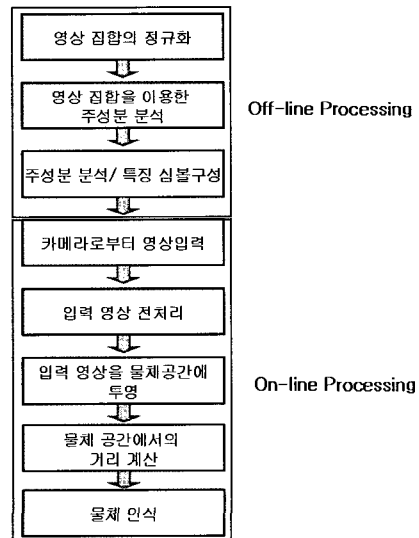 영상 집합의 정규화
영상 집합을 이용한
주성분 분석
Off-line Processing
주성분 분석/ 특징 심볼구성
카메라로부터 영상입력
입력 영상 전처리
입력 영상을 물체공간에
투영
On-line Processing
물체 공간에서의
거리 계산
물체 인식